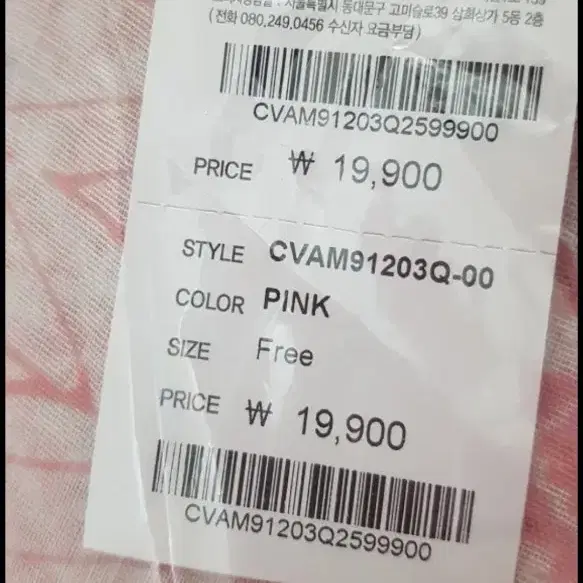 서울특별시 동대문구 고미술로39 삼희상가 5동 2층
(전화 080,249,0456 수신자 요금부담)
CVAM91203Q2599900
PRICE ₩ 19,900
STYLE CVAM91203Q-00
COLOR PINK
SIZE Free
PRICE ₩ 19,900
CVAM91203Q2599900